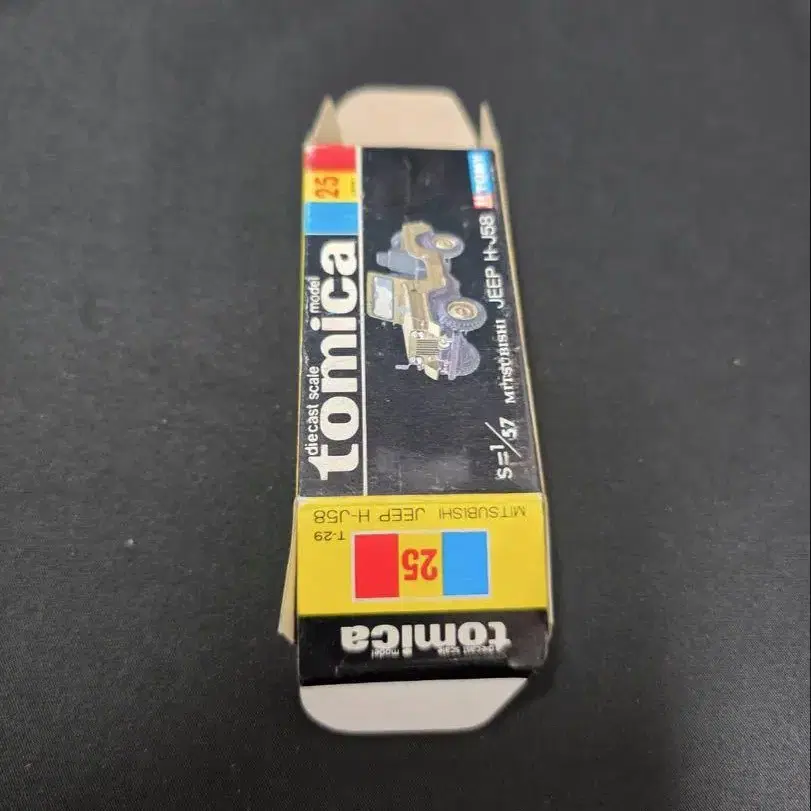 25
TOMY
diecast scale model
tomica
S=1/57 MITSUBISHI JEEP H-J58
MITSUBISHI JEEP H-J58
T-29
25
diecast scale model
tomica